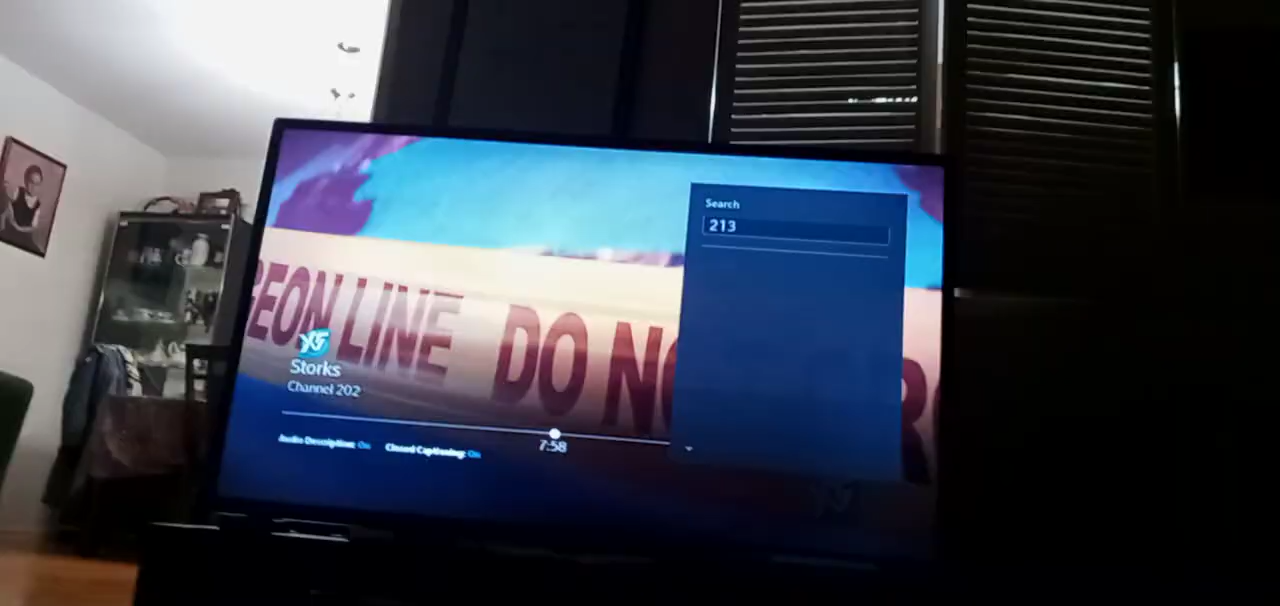 Search
213
EON LINE DO NO
Storks
Channel 202
7:58
Audio Description: On Closed Captioning: On